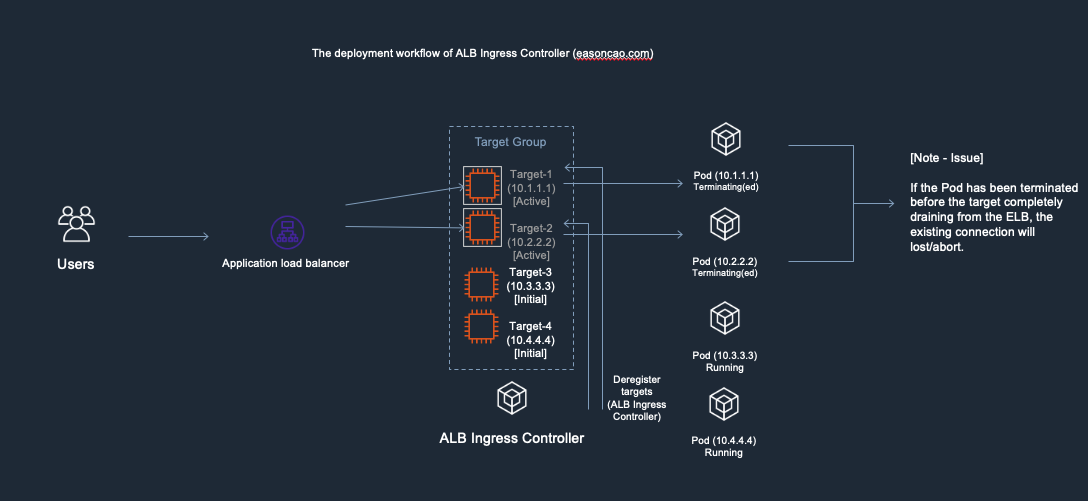 The deployment workflow of ALB Ingress Controller (easoncao.com)
Users
Application load balancer
Target Group
Target-1
(10.1.1.1)
[Active]
Target-2
(10.2.2.2)
[Active]
Target-3
(10.3.3.3)
[Initial]
Target-4
(10.4.4.4)
[Initial]
ALB Ingress Controller
Deregister
targets
(ALB Ingress
Controller)
Pod (10.1.1.1)
Terminating(ed)
Pod (10.2.2.2)
Terminating(ed)
Pod (10.3.3.3)
Running
Pod (10.4.4.4)
Running
[Note - Issue]
If the Pod has been terminated
before the target completely
draining from the ELB, the
existing connection will
lost/abort.